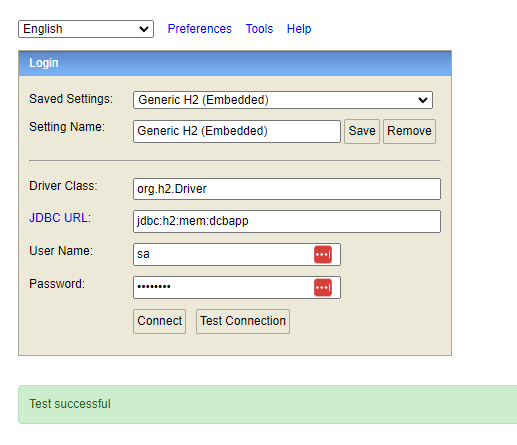 English Preferences Tools Help
Login
Saved Settings: Generic H2 (Embedded)
Setting Name: Generic H2 (Embedded) Save Remove
Driver Class: org.h2.Driver
JDBC URL: jdbc:h2:mem:dcbapp
User Name: sa
Password: ••••••••
Connect Test Connection
Test successful